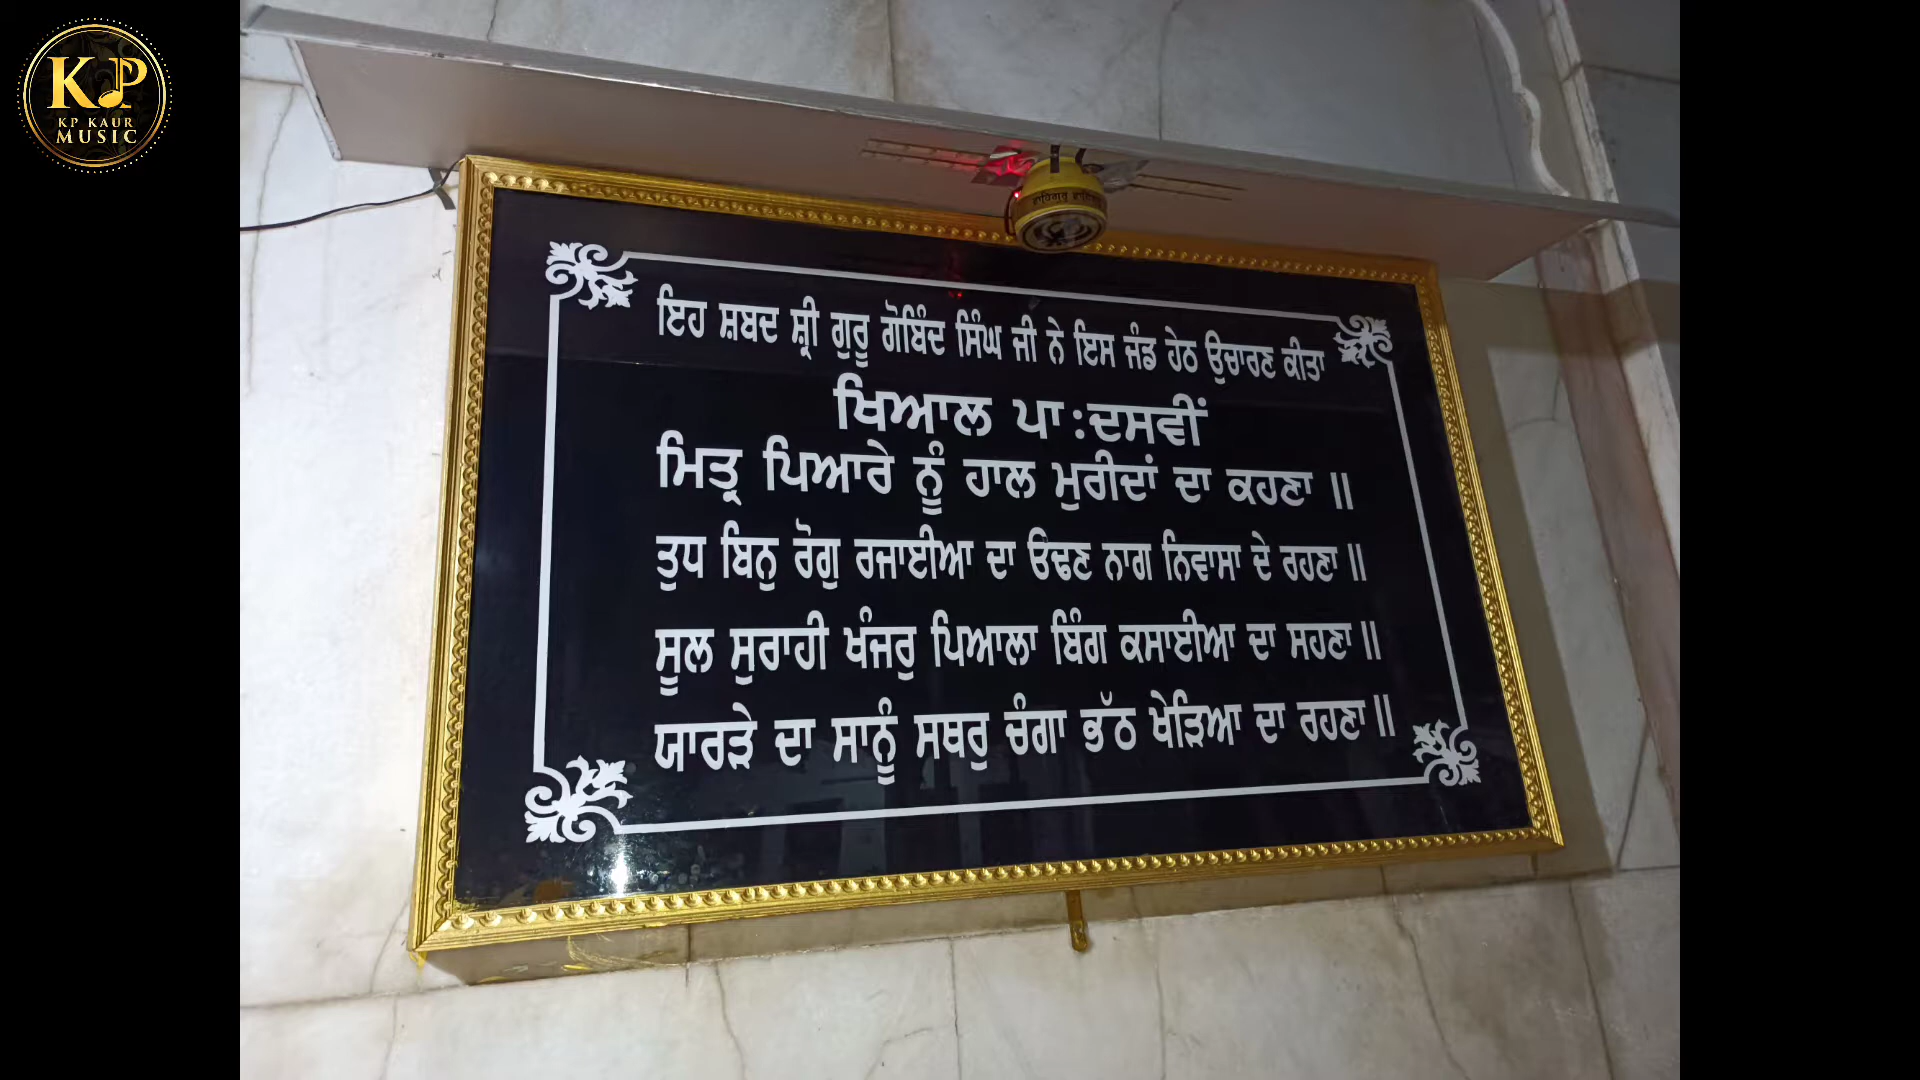 KP
KP KAUR
MUSIC
ਇਹ ਸ਼ਬਦ ਸ਼੍ਰੀ ਗੁਰੂ ਗੋਬਿੰਦ ਸਿੰਘ ਜੀ ਨੇ ਇਸ ਜੰਡ ਹੇਠ ਉਚਾਰਣ ਕੀਤਾ
ਖਿਆਲ ਪਾ:ਦਸਵੀਂ
ਮਿਤ੍ਰ ਪਿਆਰੇ ਨੂੰ ਹਾਲ ਮੁਰੀਦਾਂ ਦਾ ਕਹਣਾ ॥
ਤੁਧ ਬਿਨੁ ਰੋਗੁ ਰਜਾਈਆ ਦਾ ਓਢਣ ਨਾਗ ਨਿਵਾਸਾ ਦੇ ਰਹਣਾ ॥
ਸੂਲ ਸੁਰਾਹੀ ਖੰਜਰੁ ਪਿਆਲਾ ਬਿੰਗ ਕਸਾਈਆ ਦਾ ਸਹਣਾ ॥
ਯਾਰੜੇ ਦਾ ਸਾਨੂੰ ਸਥਰੁ ਚੰਗਾ ਭੱਠ ਖੇੜਿਆ ਦਾ ਰਹਣਾ ॥